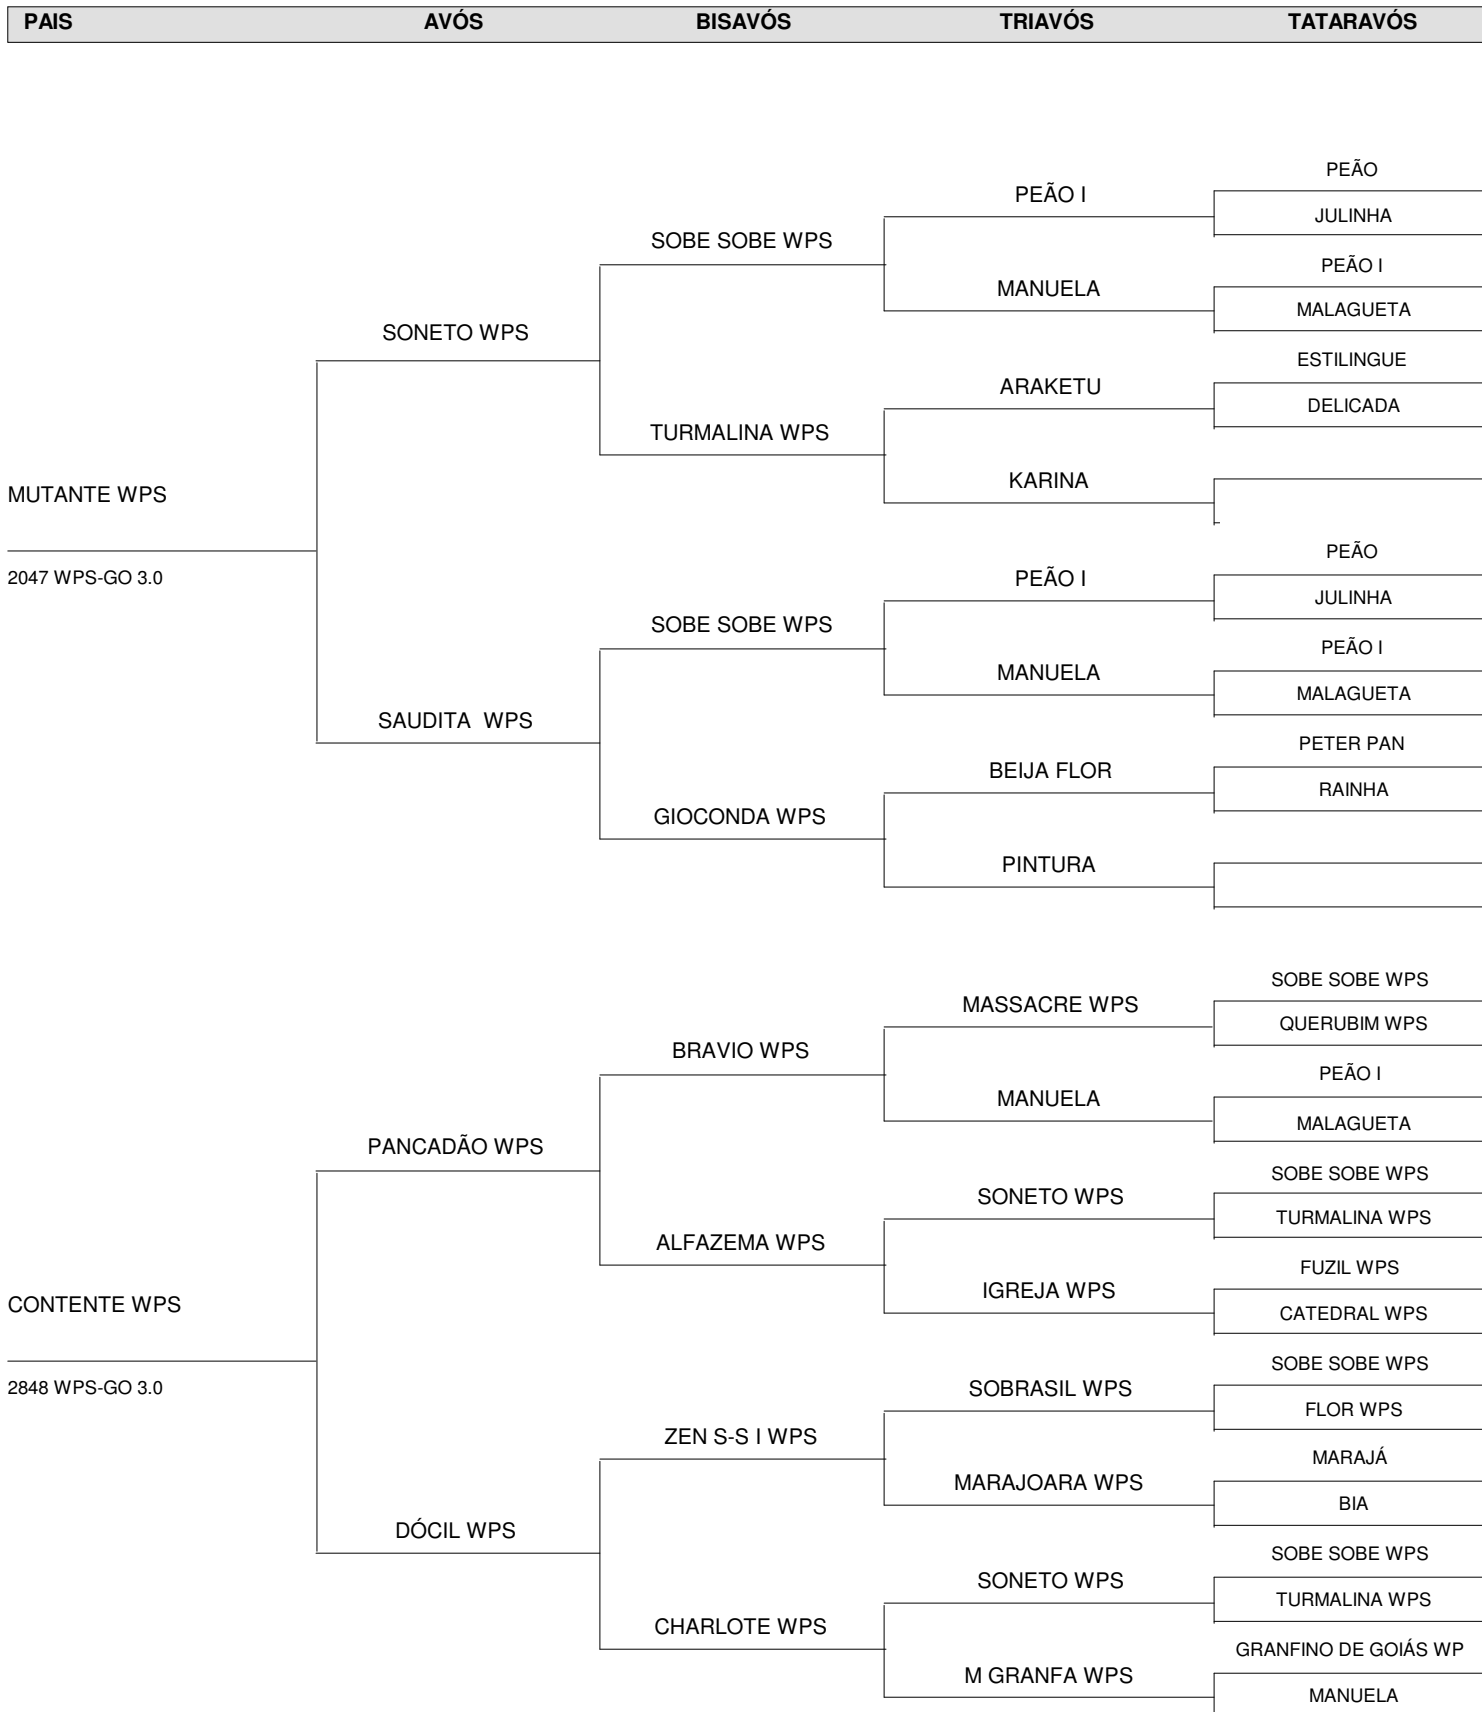 PAIS AVÓS BISAVÓS TRIAVÓS TATARAVÓS
PEÃO
PEÃO I
JULINHA
SOBE SOBE WPS
PEÃO I
MANUELA
MALAGUETA
SONETO WPS
ESTILINGUE
ARAKETU
DELICADA
TURMALINA WPS
KARINA
MUTANTE WPS
PEÃO
2047 WPS-GO 3.0
PEÃO I
JULINHA
SOBE SOBE WPS
PEÃO I
MANUELA
MALAGUETA
SAUDITA WPS
PETER PAN
BEIJA FLOR
RAINHA
GIOCONDA WPS
PINTURA
SOBE SOBE WPS
MASSACRE WPS
QUERUBIM WPS
BRAVIO WPS
PEÃO I
MANUELA
MALAGUETA
PANCADÃO WPS
SOBE SOBE WPS
SONETO WPS
TURMALINA WPS
ALFAZEMA WPS
FUZIL WPS
IGREJA WPS
CONTENTE WPS
CATEDRAL WPS
SOBE SOBE WPS
2848 WPS-GO 3.0
SOBRASIL WPS
FLOR WPS
ZEN S-S I WPS
MARAJÁ
MARAJOARA WPS
BIA
DÓCIL WPS
SOBE SOBE WPS
SONETO WPS
TURMALINA WPS
CHARLOTE WPS
GRANFINO DE GOIÁS WP
M GRANFA WPS
MANUELA